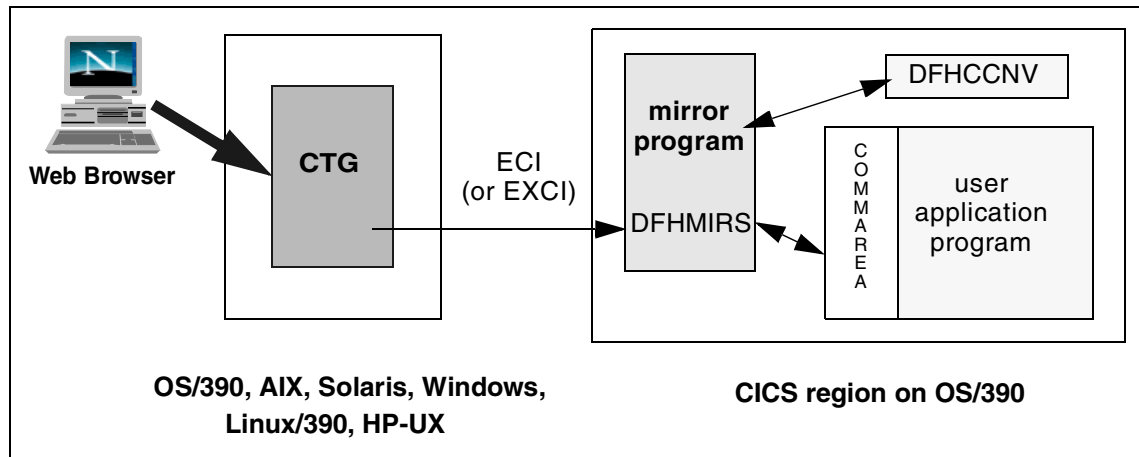 N
Web Browser
CTG
ECI
(or EXCI)
mirror
program
DFHMIRS
DFHCCNV
COMMAREA
user
application
program
OS/390, AIX, Solaris, Windows,
Linux/390, HP-UX
CICS region on OS/390